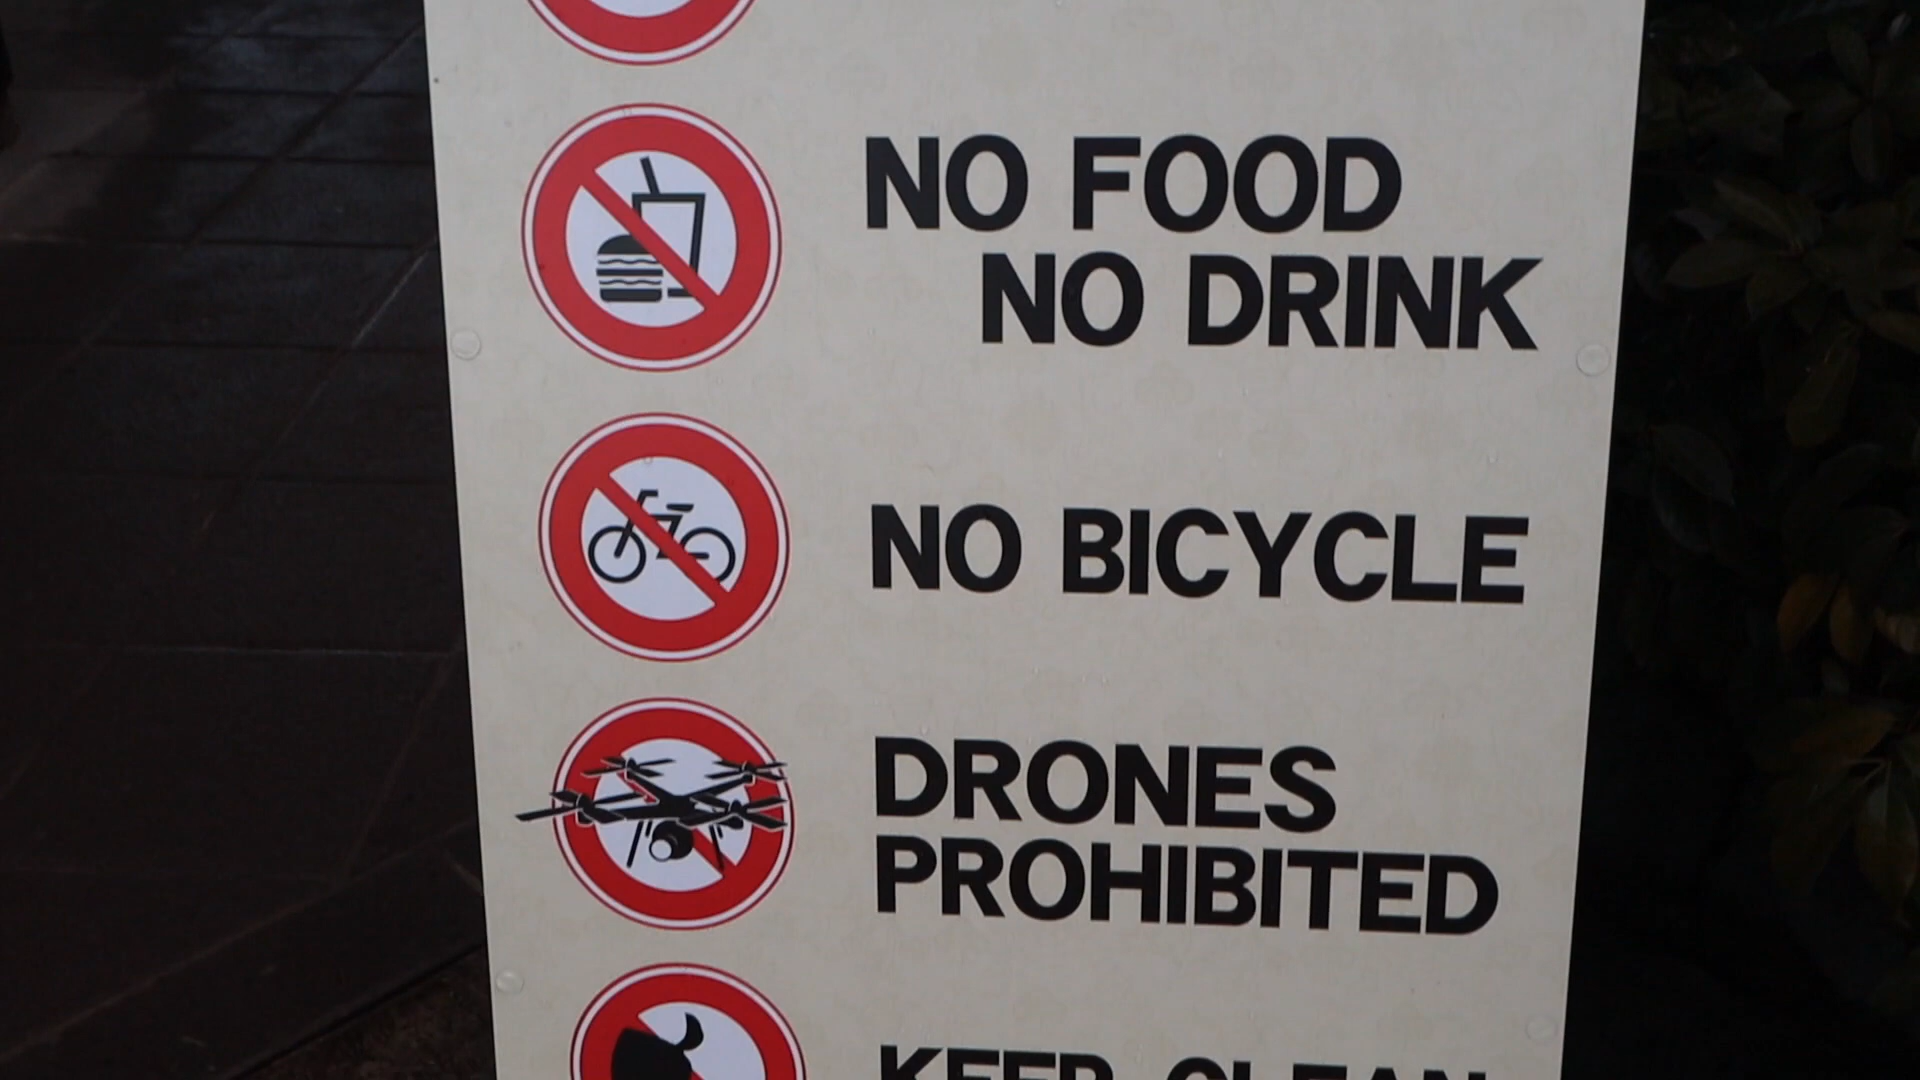 NO FOOD
NO DRINK
NO BICYCLE
DRONES
PROHIBITED
KEEP CLEAN